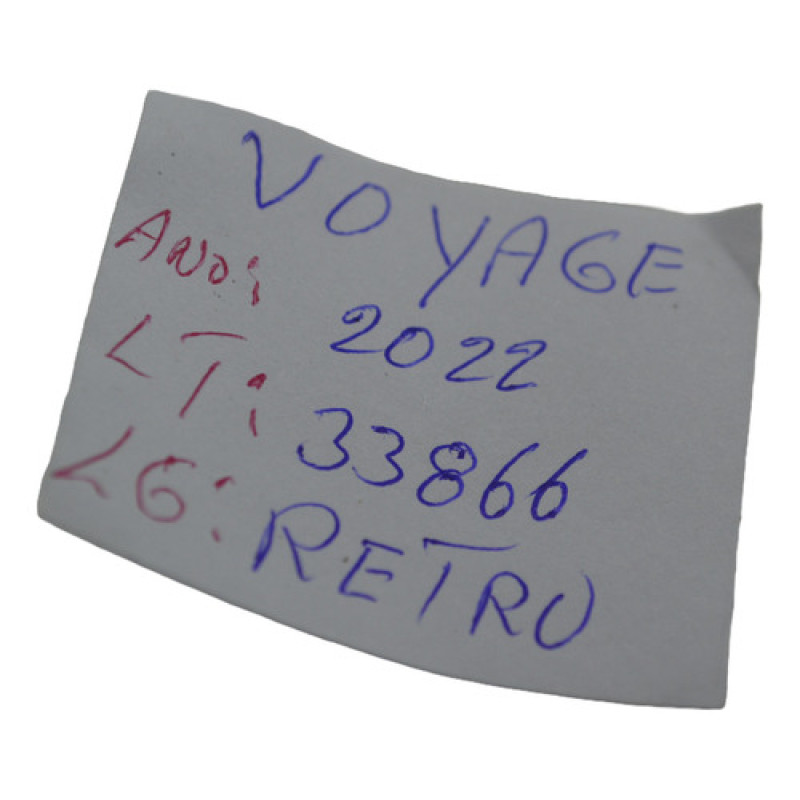 VOYAGE
ANO: 2022
LT: 33866
LG: RETRO